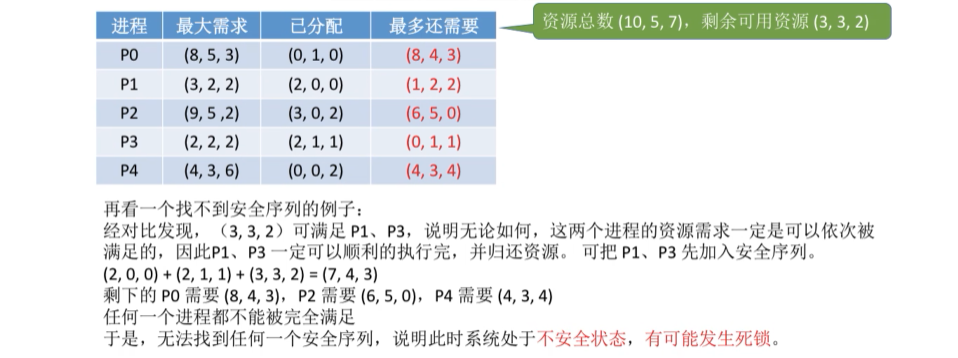 进程 最大需求 已分配 最多还需要
资源总数 (10, 5, 7)，剩余可用资源 (3, 3, 2)
P0 (8, 5, 3) (0, 1, 0) (8, 4, 3)
P1 (3, 2, 2) (2, 0, 0) (1, 2, 2)
P2 (9, 5 ,2) (3, 0, 2) (6, 5, 0)
P3 (2, 2, 2) (2, 1, 1) (0, 1, 1)
P4 (4, 3, 6) (0, 0, 2) (4, 3, 4)
再看一个找不到安全序列的例子：
经对比发现，（3, 3, 2）可满足 P1、P3，说明无论如何，这两个进程的资源需求一定是可以依次被
满足的，因此P1、P3 一定可以顺利的执行完，并归还资源。 可把 P1、P3 先加入安全序列。
(2, 0, 0) + (2, 1, 1) + (3, 3, 2) = (7, 4, 3)
剩下的 P0 需要 (8, 4, 3)，P2 需要 (6, 5, 0)，P4 需要 (4, 3, 4)
任何一个进程都不能被完全满足
于是，无法找到任何一个安全序列，说明此时系统处于不安全状态，有可能发生死锁。